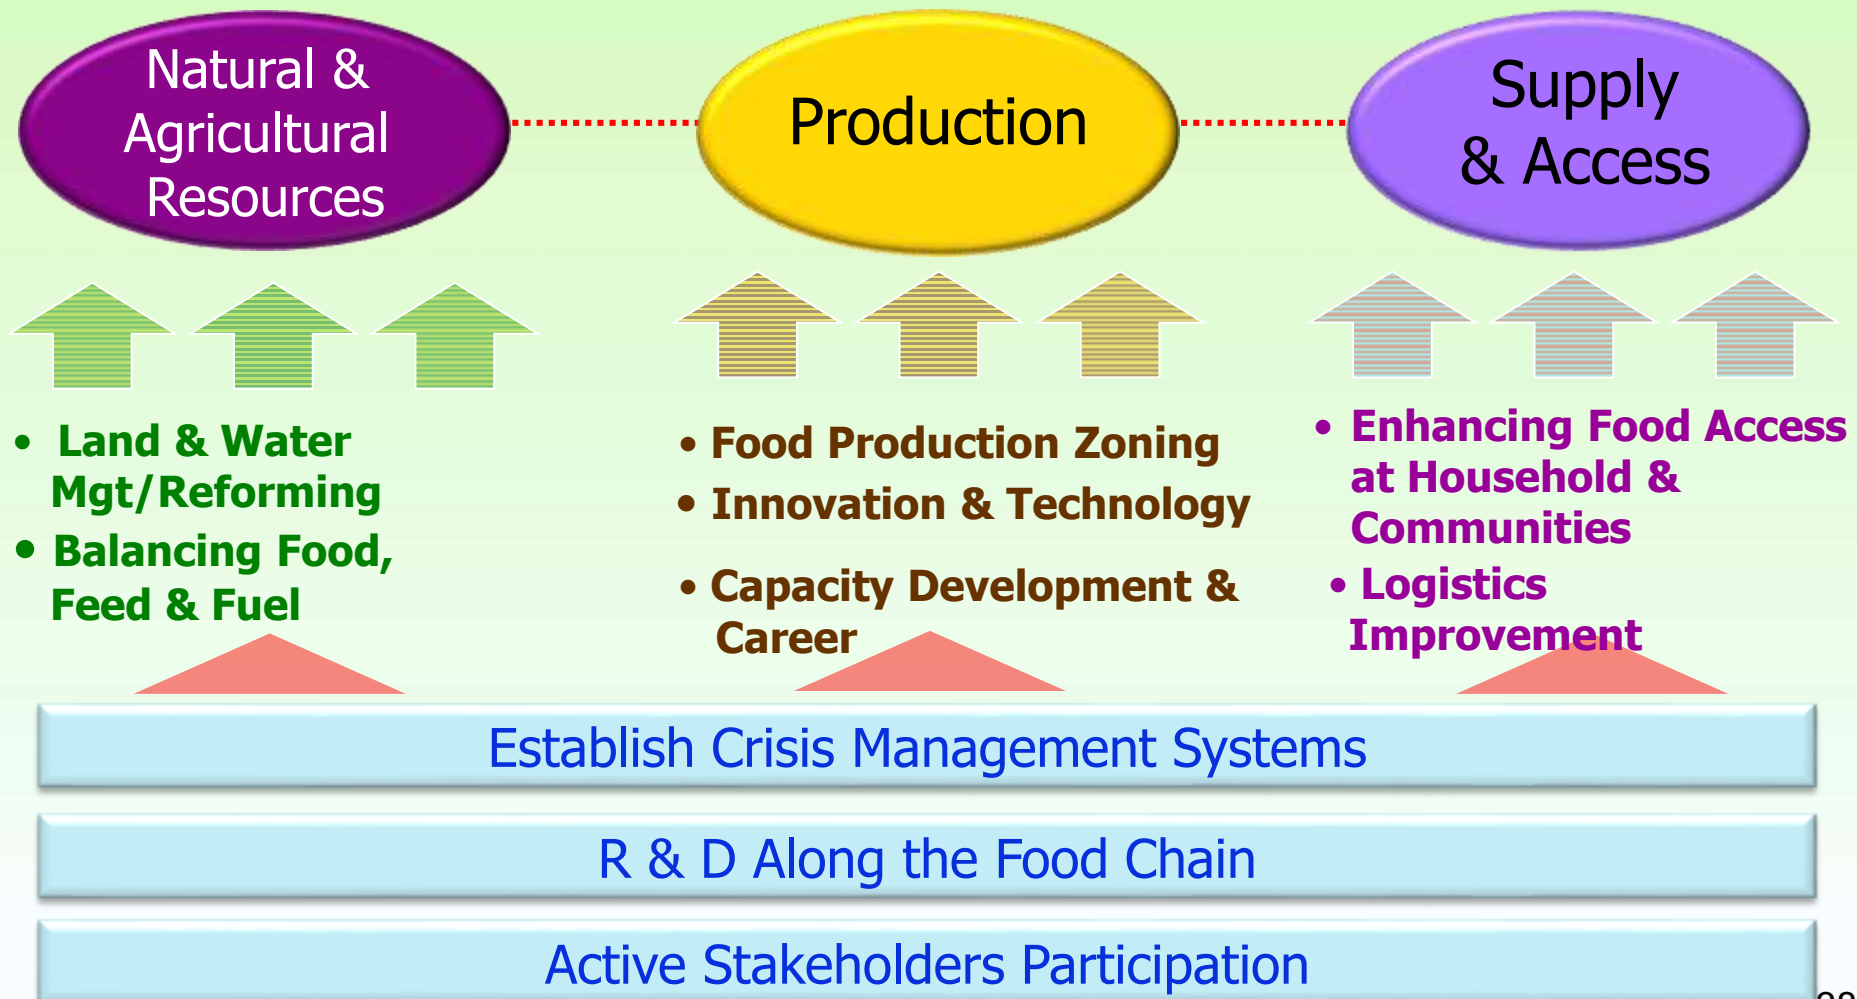 Natural &
Agricultural
Resources
Production
Supply
& Access
• Land & Water
Mgt/Reforming
• Balancing Food,
Feed & Fuel
• Food Production Zoning
• Innovation & Technology
• Capacity Development &
Career
• Enhancing Food Access
at Household &
Communities
• Logistics
Improvement
Establish Crisis Management Systems
R & D Along the Food Chain
Active Stakeholders Participation